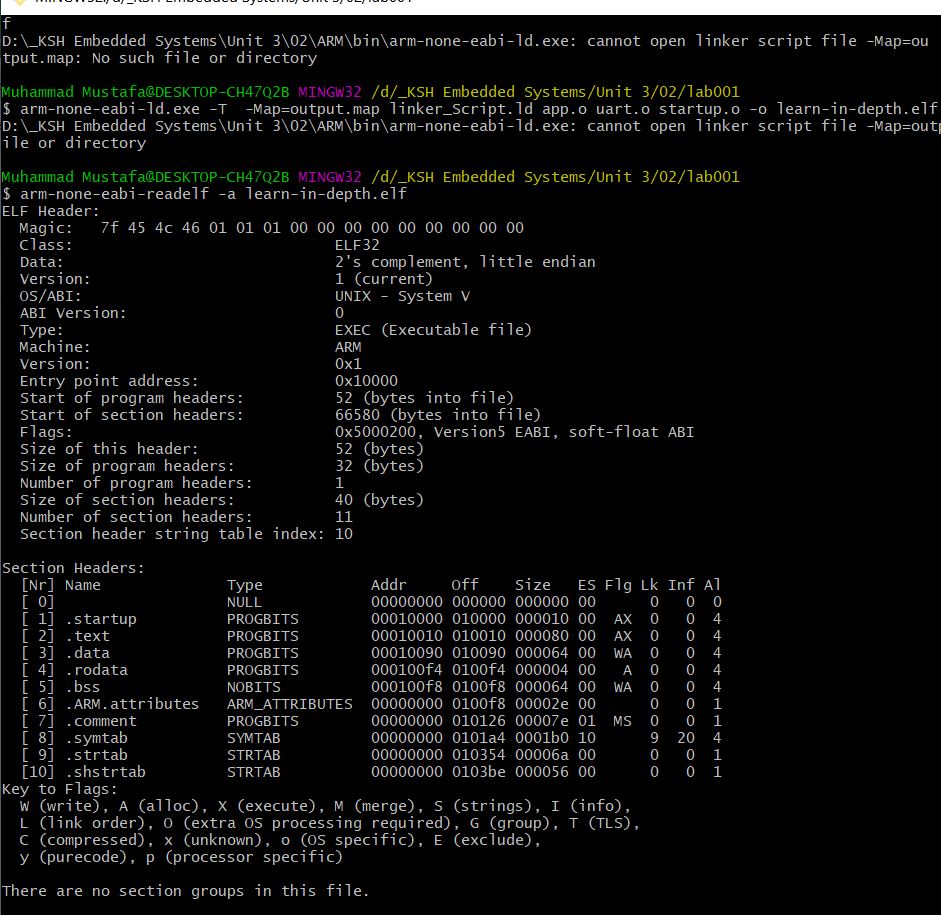 MINGW32:/d/_KSH Embedded Systems/Unit 3/02/lab001
f
D:\_KSH Embedded Systems\Unit 3\02\ARM\bin\arm-none-eabi-ld.exe: cannot open linker script file -Map=ou
tput.map: No such file or directory
Muhammad Mustafa@DESKTOP-CH47Q2B MINGW32 /d/_KSH Embedded Systems/Unit 3/02/lab001
$ arm-none-eabi-ld.exe -T  -Map=output.map linker_Script.ld app.o uart.o startup.o -o learn-in-depth.elf
D:\_KSH Embedded Systems\Unit 3\02\ARM\bin\arm-none-eabi-ld.exe: cannot open linker script file -Map=outp
ile or directory
Muhammad Mustafa@DESKTOP-CH47Q2B MINGW32 /d/_KSH Embedded Systems/Unit 3/02/lab001
$ arm-none-eabi-readelf -a learn-in-depth.elf
ELF Header:
  Magic:   7f 45 4c 46 01 01 01 00 00 00 00 00 00 00 00 00
  Class:                             ELF32
  Data:                              2's complement, little endian
  Version:                           1 (current)
  OS/ABI:                            UNIX - System V
  ABI Version:                       0
  Type:                              EXEC (Executable file)
  Machine:                           ARM
  Version:                           0x1
  Entry point address:               0x10000
  Start of program headers:          52 (bytes into file)
  Start of section headers:          66580 (bytes into file)
  Flags:                             0x5000200, Version5 EABI, soft-float ABI
  Size of this header:               52 (bytes)
  Size of program headers:           32 (bytes)
  Number of program headers:         1
  Size of section headers:           40 (bytes)
  Number of section headers:         11
  Section header string table index: 10
Section Headers:
  [Nr] Name              Type            Addr     Off    Size   ES Flg Lk Inf Al
  [ 0]                   NULL            00000000 000000 000000 00      0   0  0
  [ 1] .startup          PROGBITS        00010000 010000 000010 00  AX  0   0  4
  [ 2] .text             PROGBITS        00010010 010010 000080 00  AX  0   0  4
  [ 3] .data             PROGBITS        00010090 010090 000064 00  WA  0   0  4
  [ 4] .rodata           PROGBITS        000100f4 0100f4 000004 00   A  0   0  4
  [ 5] .bss              NOBITS          000100f8 0100f8 000064 00  WA  0   0  4
  [ 6] .ARM.attributes   ARM_ATTRIBUTES  00000000 0100f8 00002e 00      0   0  1
  [ 7] .comment          PROGBITS        00000000 010126 00007e 01  MS  0   0  1
  [ 8] .symtab           SYMTAB          00000000 0101a4 0001b0 10      9  20  4
  [ 9] .strtab           STRTAB          00000000 010354 00006a 00      0   0  1
  [10] .shstrtab         STRTAB          00000000 0103be 000056 00      0   0  1
Key to Flags:
  W (write), A (alloc), X (execute), M (merge), S (strings), I (info),
  L (link order), O (extra OS processing required), G (group), T (TLS),
  C (compressed), x (unknown), o (OS specific), E (exclude),
  y (purecode), p (processor specific)
There are no section groups in this file.